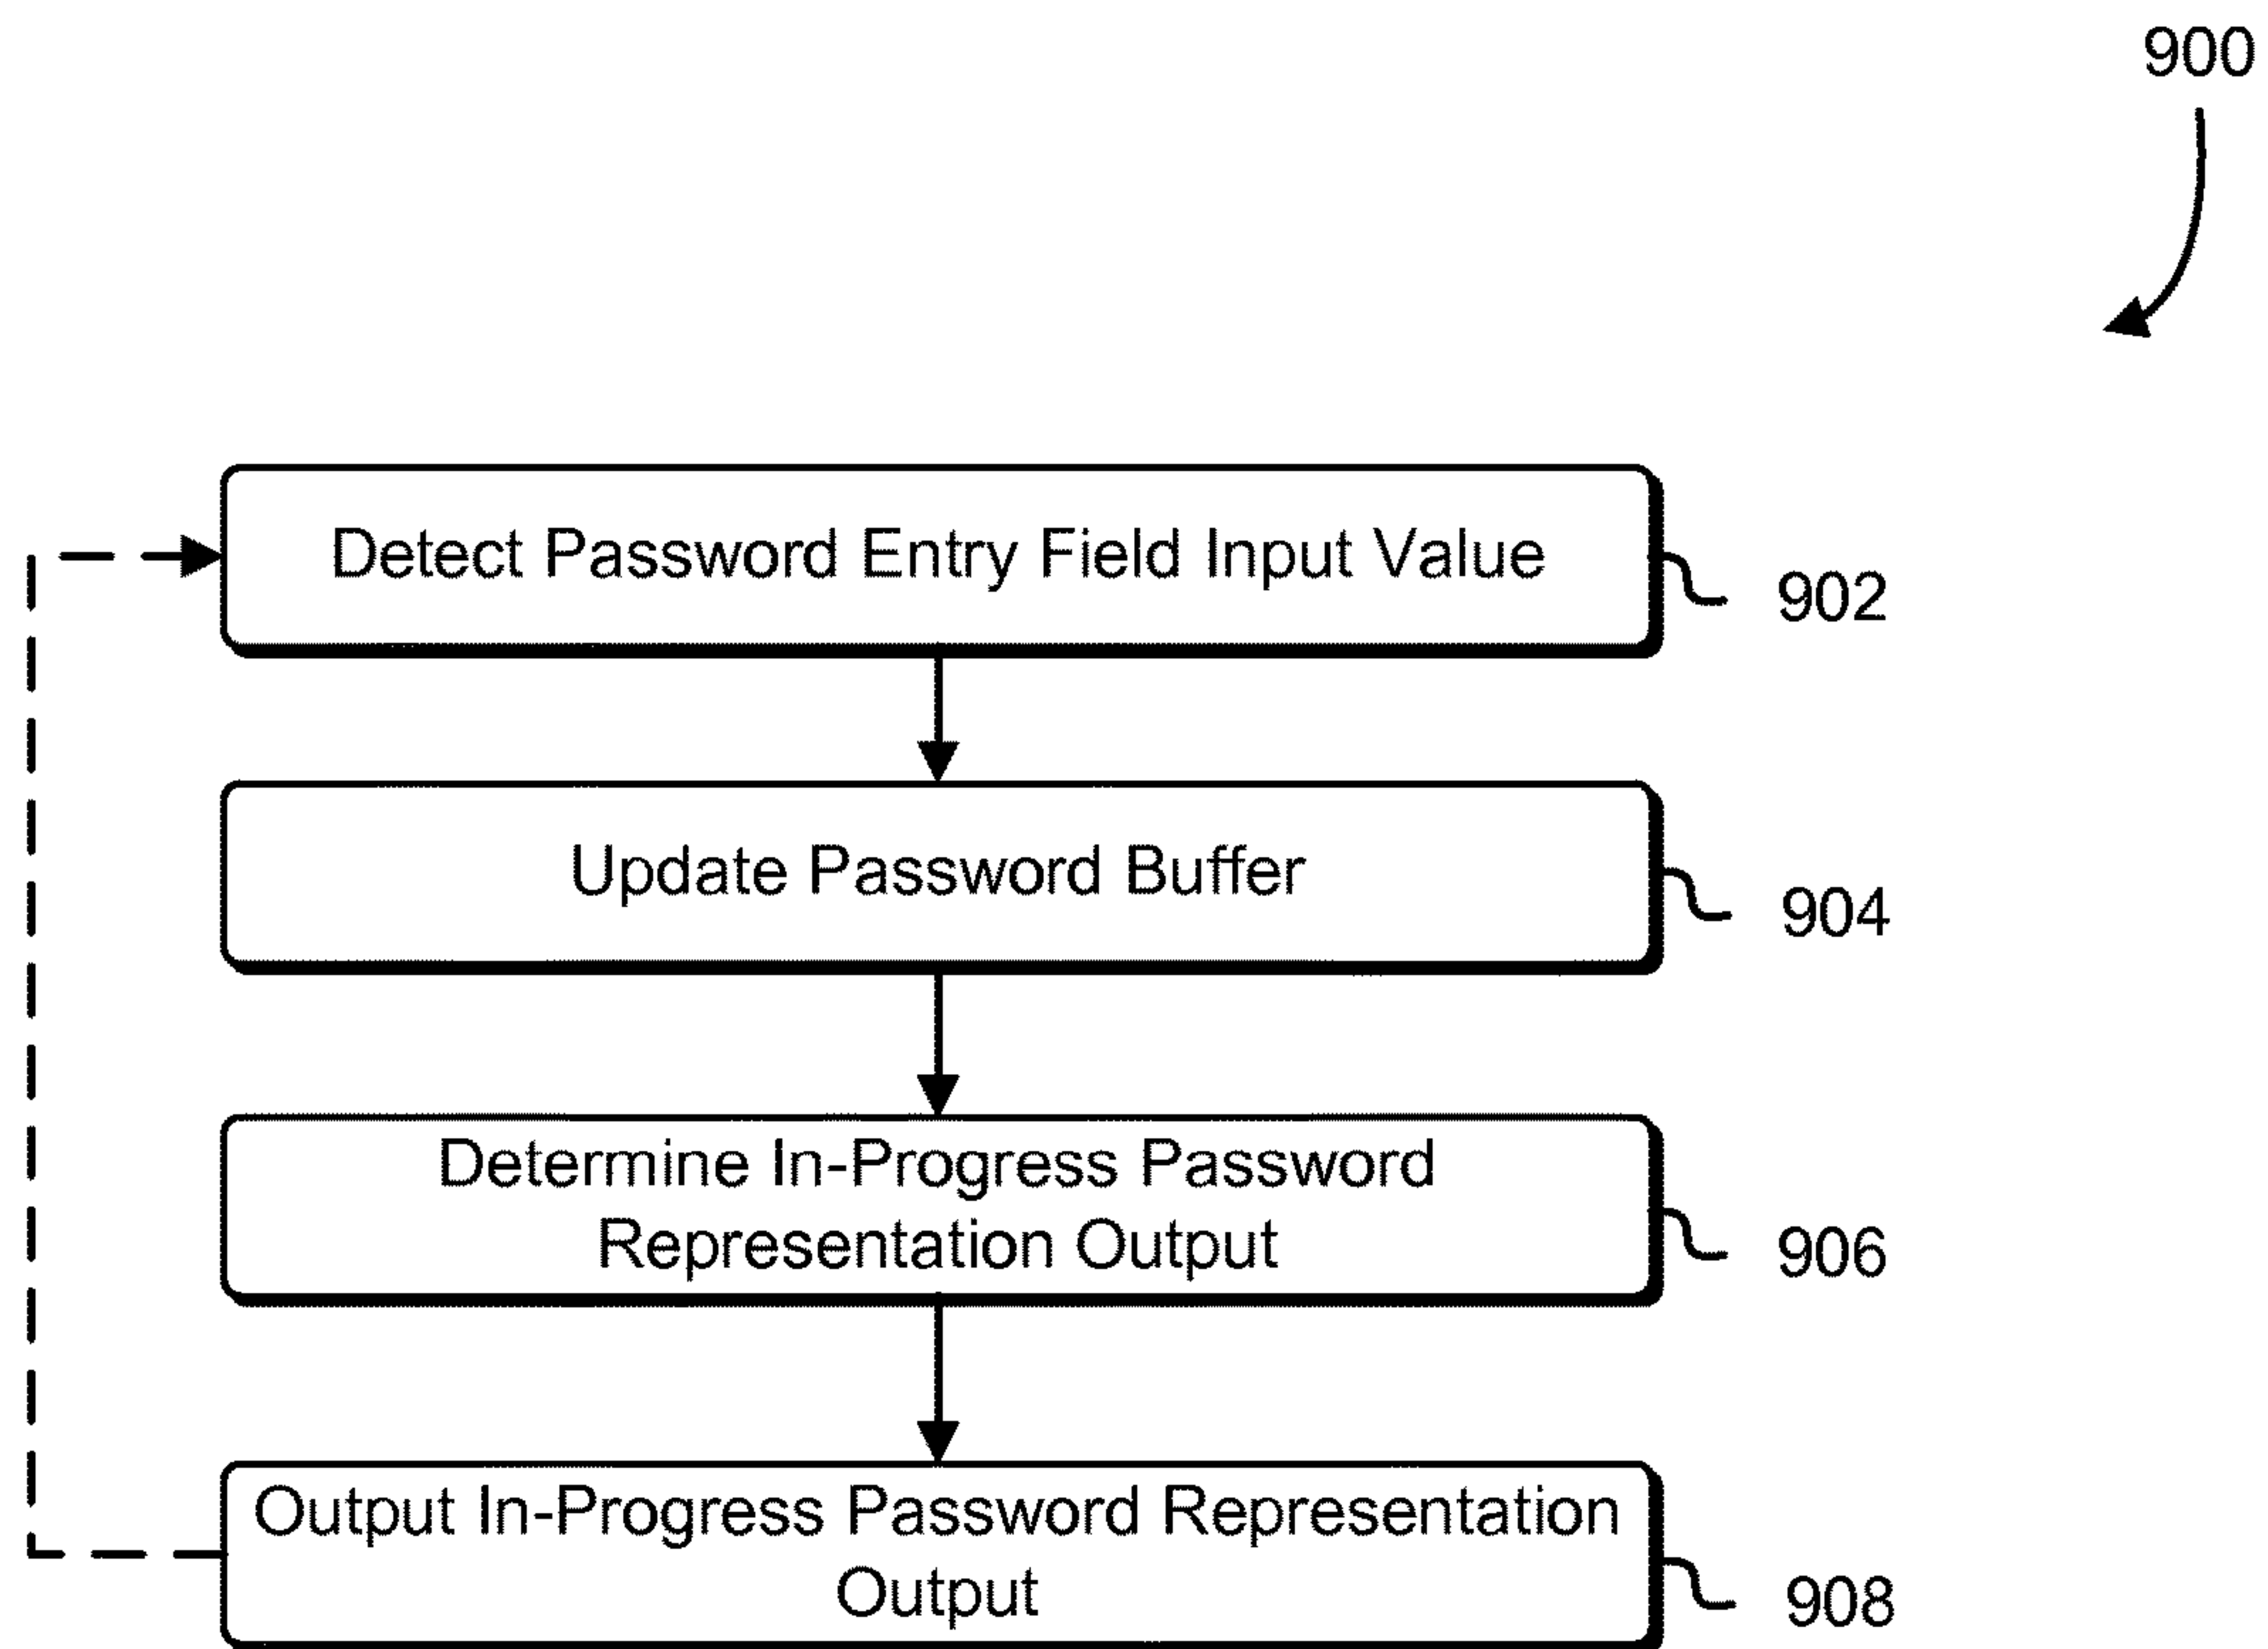 900
Detect Password Entry Field Input Value
902
Update Password Buffer
904
Determine In-Progress Password
Representation Output
906
Output In-Progress Password Representation
Output
908